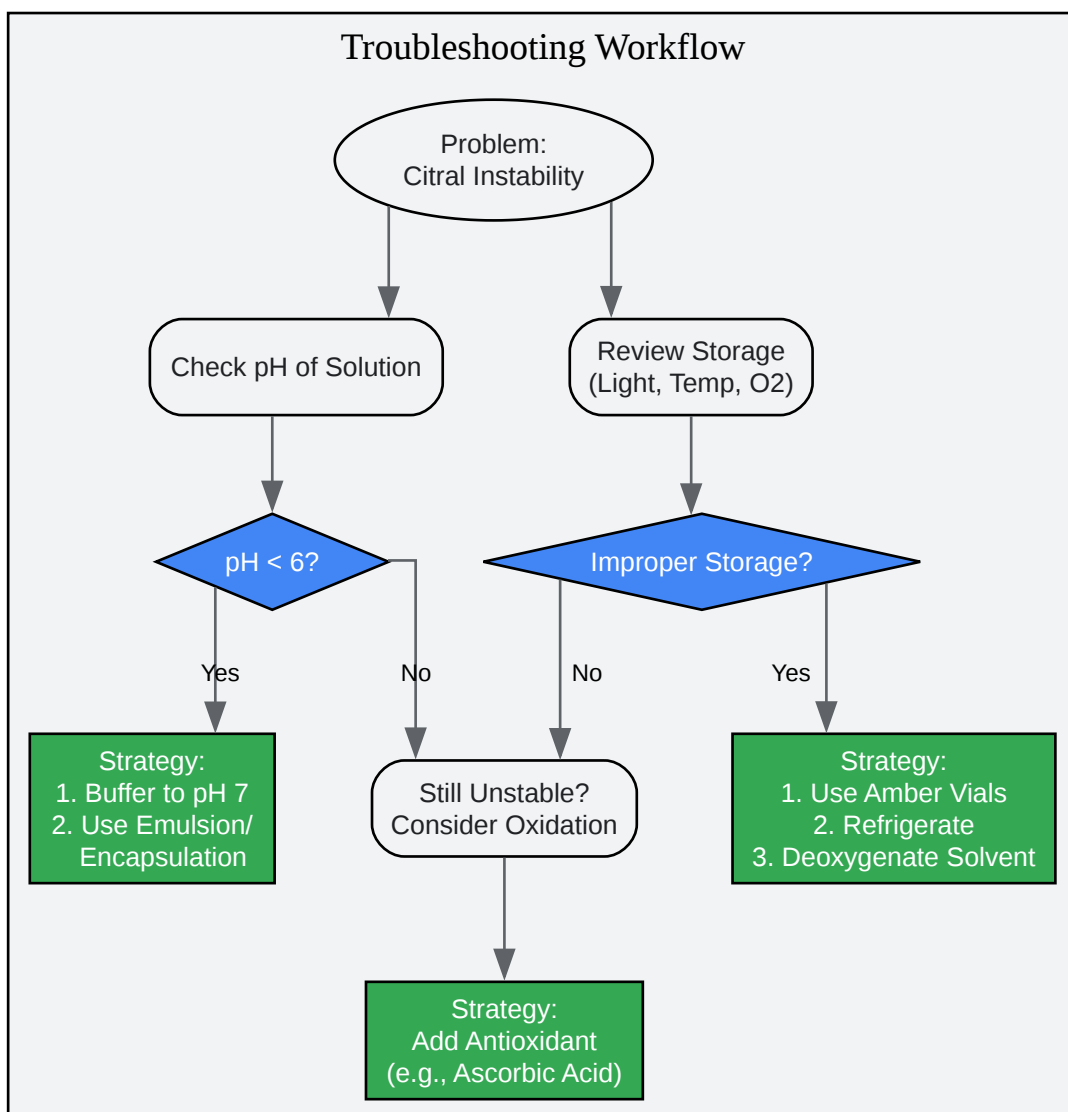 Troubleshooting Workflow
Problem:
Citral Instability
Check pH of Solution
Review Storage
(Light, Temp, O2)
pH < 6?
Improper Storage?
Yes
No
No
Yes
Strategy:
1. Buffer to pH 7
2. Use Emulsion/
Encapsulation
Still Unstable?
Consider Oxidation
Strategy:
1. Use Amber Vials
2. Refrigerate
3. Deoxygenate Solvent
Strategy:
Add Antioxidant
(e.g., Ascorbic Acid)